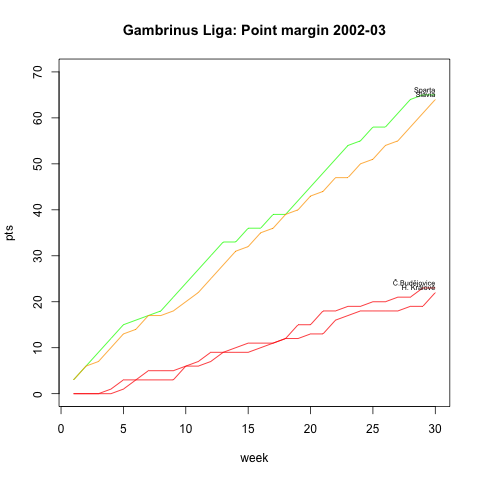 Gambrinus Liga: Point margin 2002-03
pts
70
60
50
40
30
20
10
0
Sparta
Slavia
Č.Budějovice
H. Králové
0 5 10 15 20 25 30
week